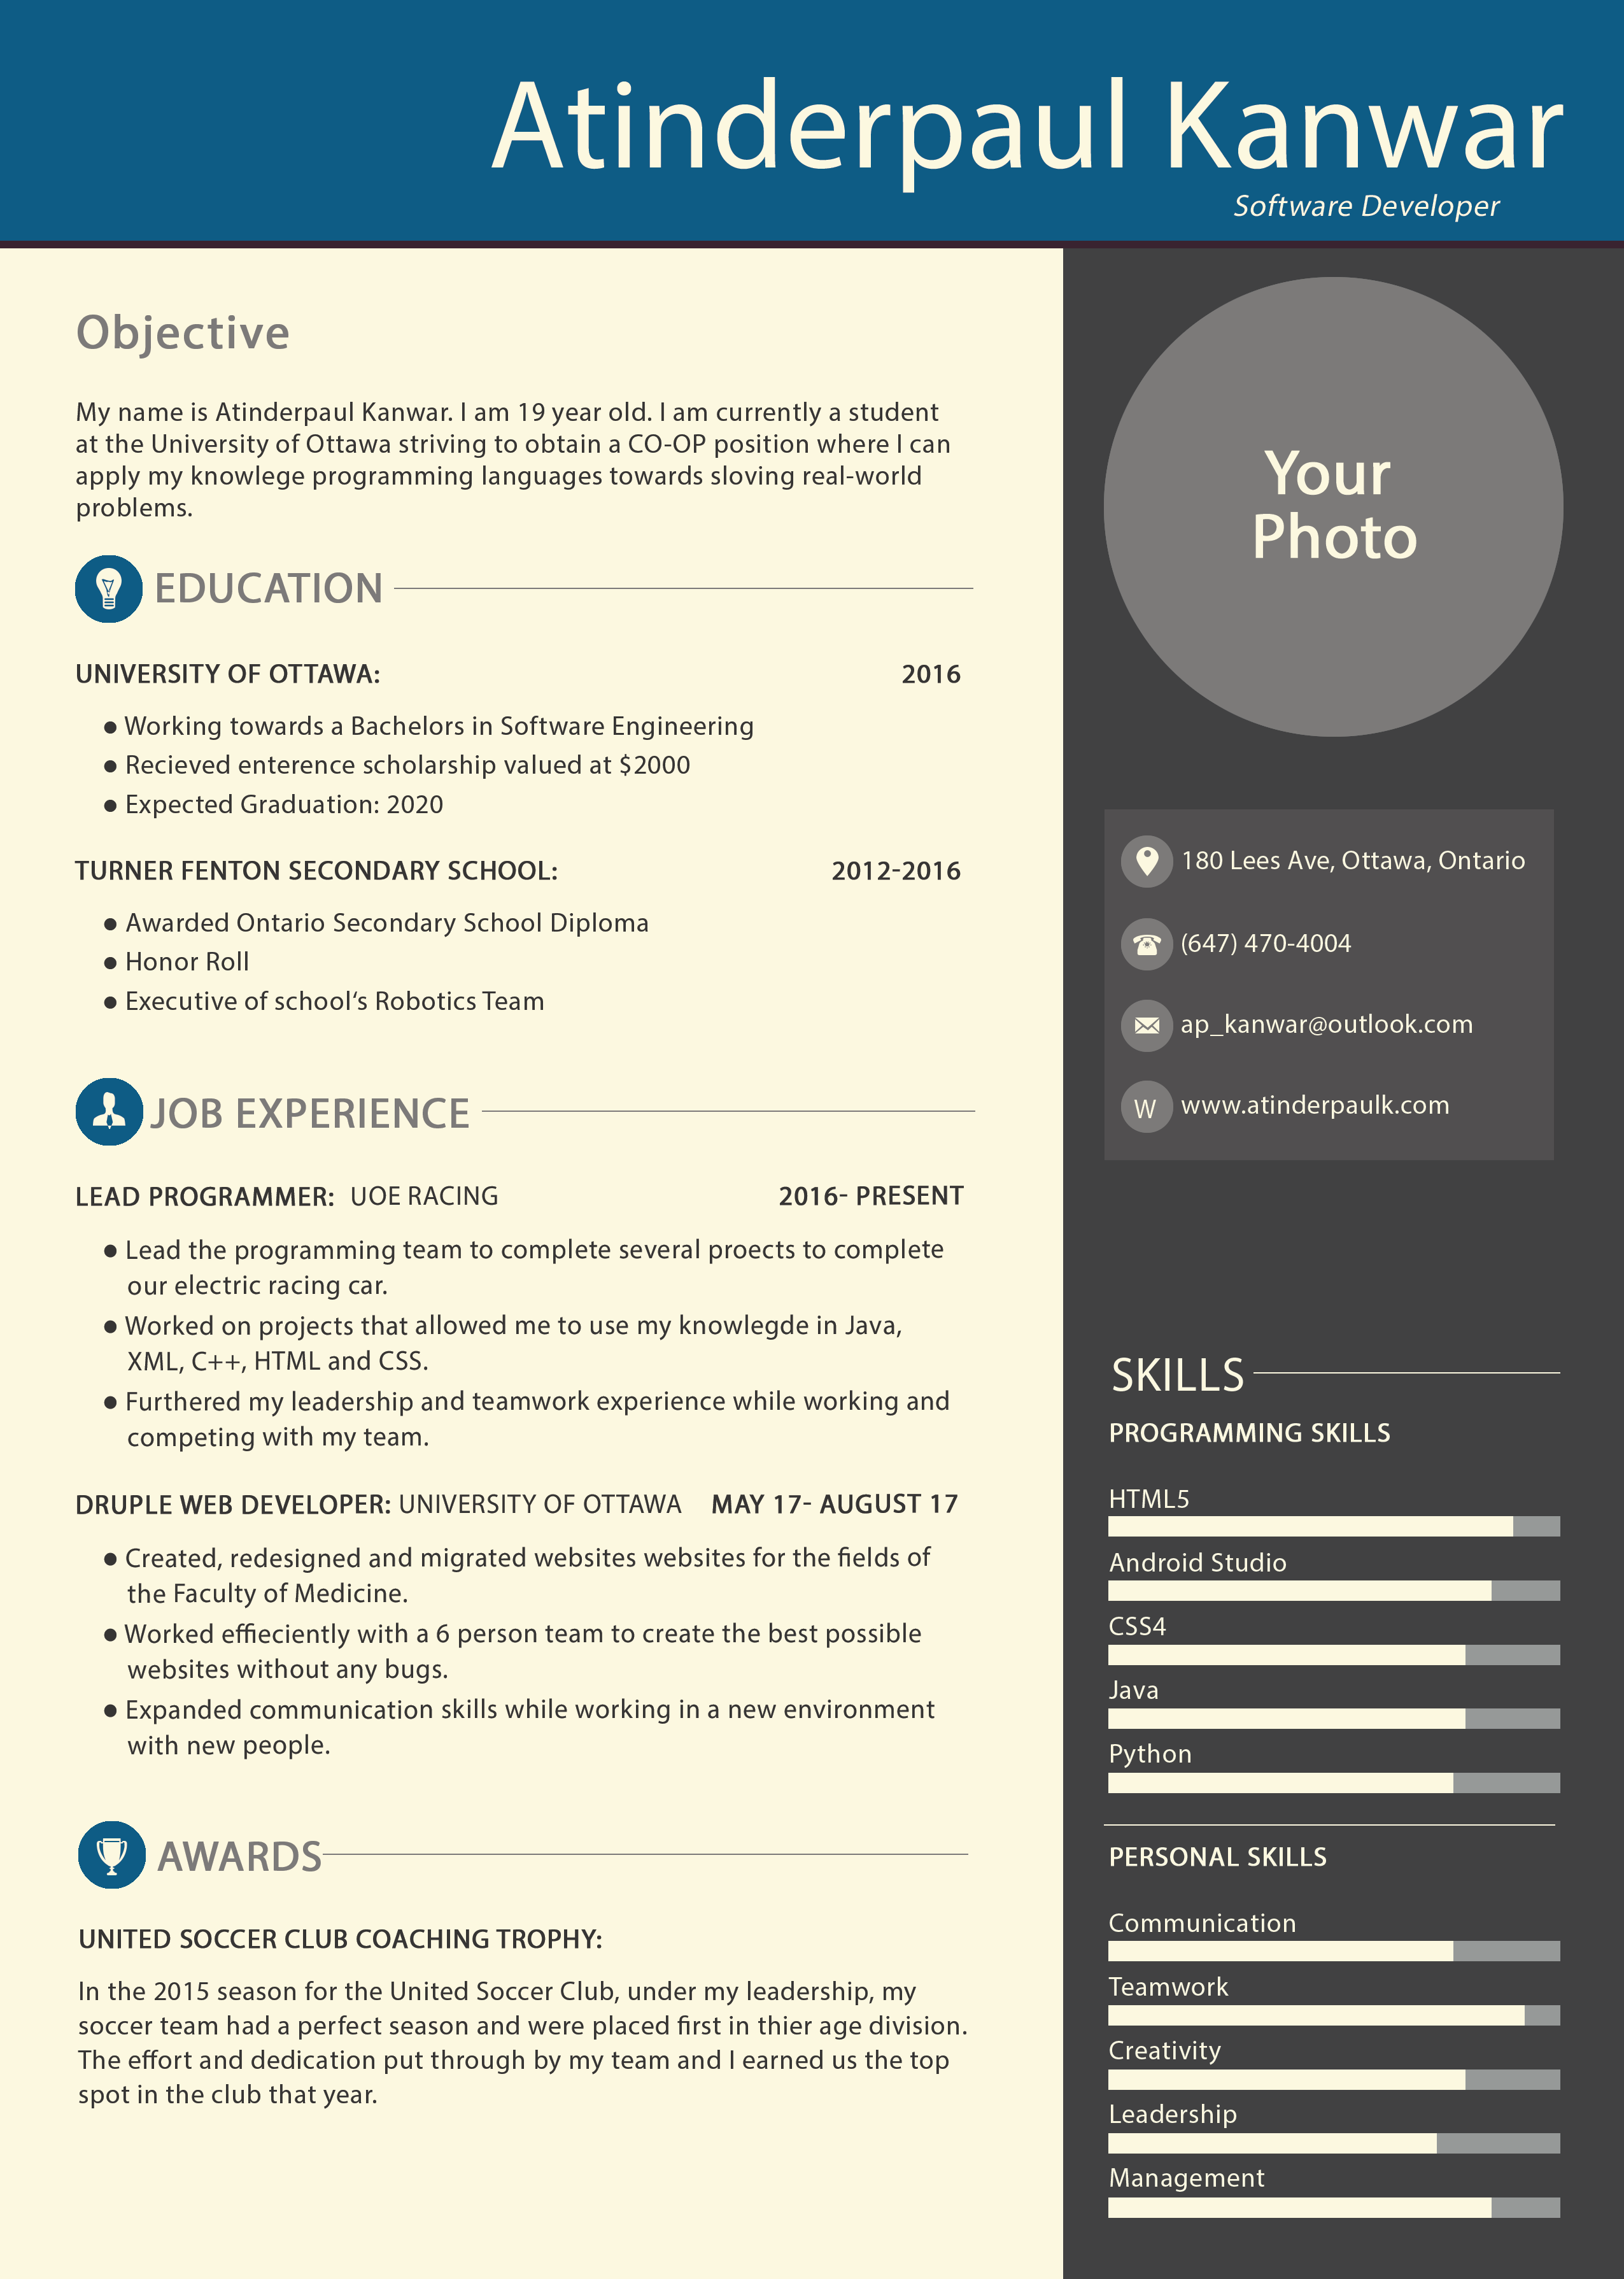 Atinderpaul Kanwar
Software Developer
Objective
My name is Atinderpaul Kanwar. I am 19 year old. I am currently a student
at the University of Ottawa striving to obtain a CO-OP position where I can
apply my knowlege programming languages towards sloving real-world
problems.
EDUCATION
UNIVERSITY OF OTTAWA: 2016
● Working towards a Bachelors in Software Engineering
● Recieved enterence scholarship valued at $2000
● Expected Graduation: 2020
TURNER FENTON SECONDARY SCHOOL: 2012-2016
● Awarded Ontario Secondary School Diploma
● Honor Roll
● Executive of school‘s Robotics Team
JOB EXPERIENCE
LEAD PROGRAMMER: UOE RACING 2016- PRESENT
● Lead the programming team to complete several proects to complete
our electric racing car.
● Worked on projects that allowed me to use my knowlegde in Java,
XML, C++, HTML and CSS.
● Furthered my leadership and teamwork experience while working and
competing with my team.
DRUPLE WEB DEVELOPER: UNIVERSITY OF OTTAWA MAY 17- AUGUST 17
● Created, redesigned and migrated websites websites for the fields of
the Faculty of Medicine.
● Worked effieciently with a 6 person team to create the best possible
websites without any bugs.
● Expanded communication skills while working in a new environment
with new people.
AWARDS
UNITED SOCCER CLUB COACHING TROPHY:
In the 2015 season for the United Soccer Club, under my leadership, my
soccer team had a perfect season and were placed first in thier age division.
The effort and dedication put through by my team and I earned us the top
spot in the club that year.
Your
Photo
180 Lees Ave, Ottawa, Ontario
(647) 470-4004
ap_kanwar@outlook.com
W www.atinderpaulk.com
SKILLS
PROGRAMMING SKILLS
HTML5
Android Studio
CSS4
Java
Python
PERSONAL SKILLS
Communication
Teamwork
Creativity
Leadership
Management